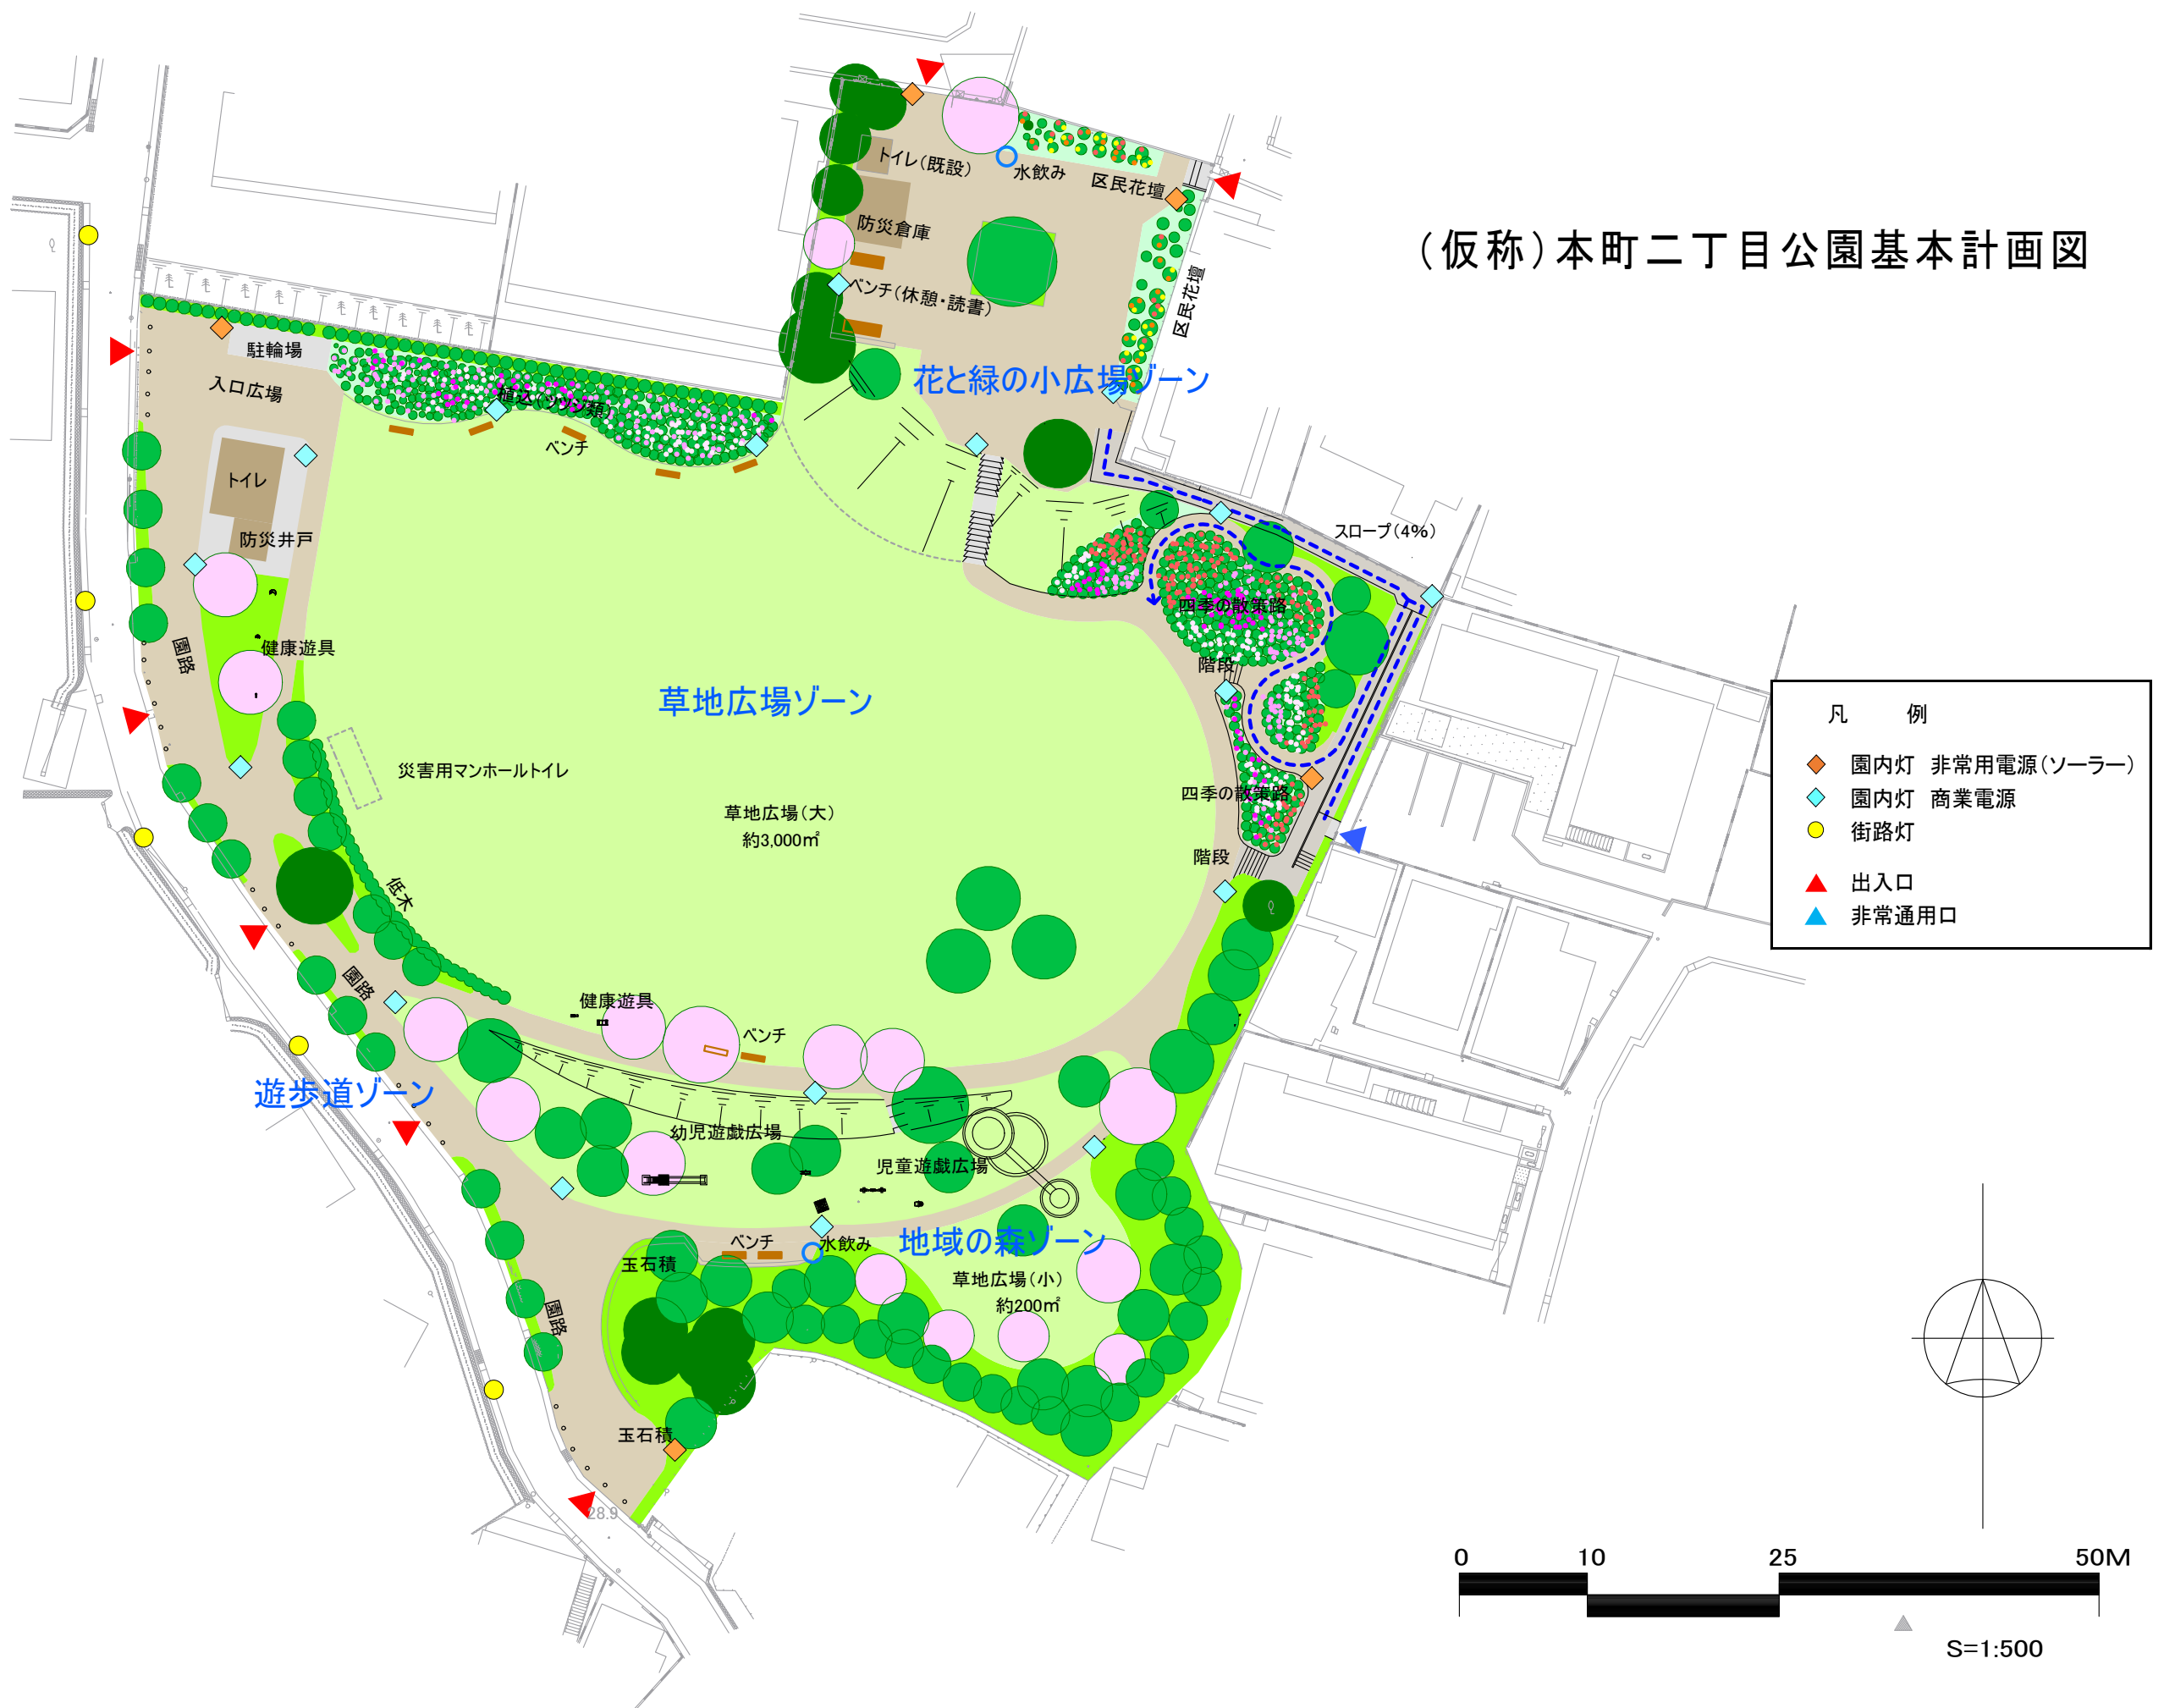 (仮称)本町二丁目公園基本計画図
トイレ(既設)
水飲み
区民花壇
防災倉庫
ベンチ(休憩・読書)
区民花壇
花と緑の小広場ゾーン
駐輪場
入口広場
植込(ツツジ類)
ベンチ
トイレ
防災井戸
スロープ(4%)
四季の散策路
階段
園路
健康遊具
草地広場ゾーン
災害用マンホールトイレ
草地広場(大)
約3,000㎡
四季の散策路
階段
低木
園路
健康遊具
ベンチ
遊歩道ゾーン
幼児遊戯広場
児童遊戯広場
地域の森ゾーン
ベンチ
水飲み
玉石積
草地広場(小)
約200㎡
園路
玉石積
28.9
凡 例
園内灯 非常用電源(ソーラー)
園内灯 商業電源
街路灯
出入口
非常通用口
0 10 25 50M
S=1:500